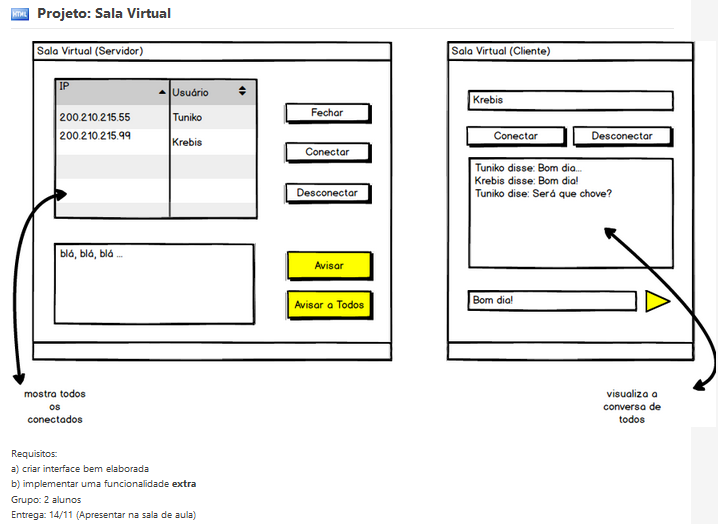 HTML
Projeto: Sala Virtual
Sala Virtual (Servidor)
IP
Usuário
200.210.215.55
Tuniko
200.210.215.99
Krebis
Fechar
Conectar
Desconectar
blá, blá, blá ...
Avisar
Avisar a Todos
mostra todos
os
conectados
Sala Virtual (Cliente)
Krebis
Conectar
Desconectar
Tuniko disse: Bom dia...
Krebis disse: Bom dia!
Tuniko dise: Será que chove?
Bom dia!
visualiza a
conversa de
todos
Requisitos:
a) criar interface bem elaborada
b) implementar uma funcionalidade extra
Grupo: 2 alunos
Entrega: 14/11 (Apresentar na sala de aula)